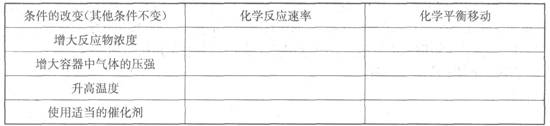 条件的改变(其他条件不变) 化学反应速率 化学平衡移动
增大反应物浓度
增大容器中气体的压强
升高温度
使用适当的催化剂